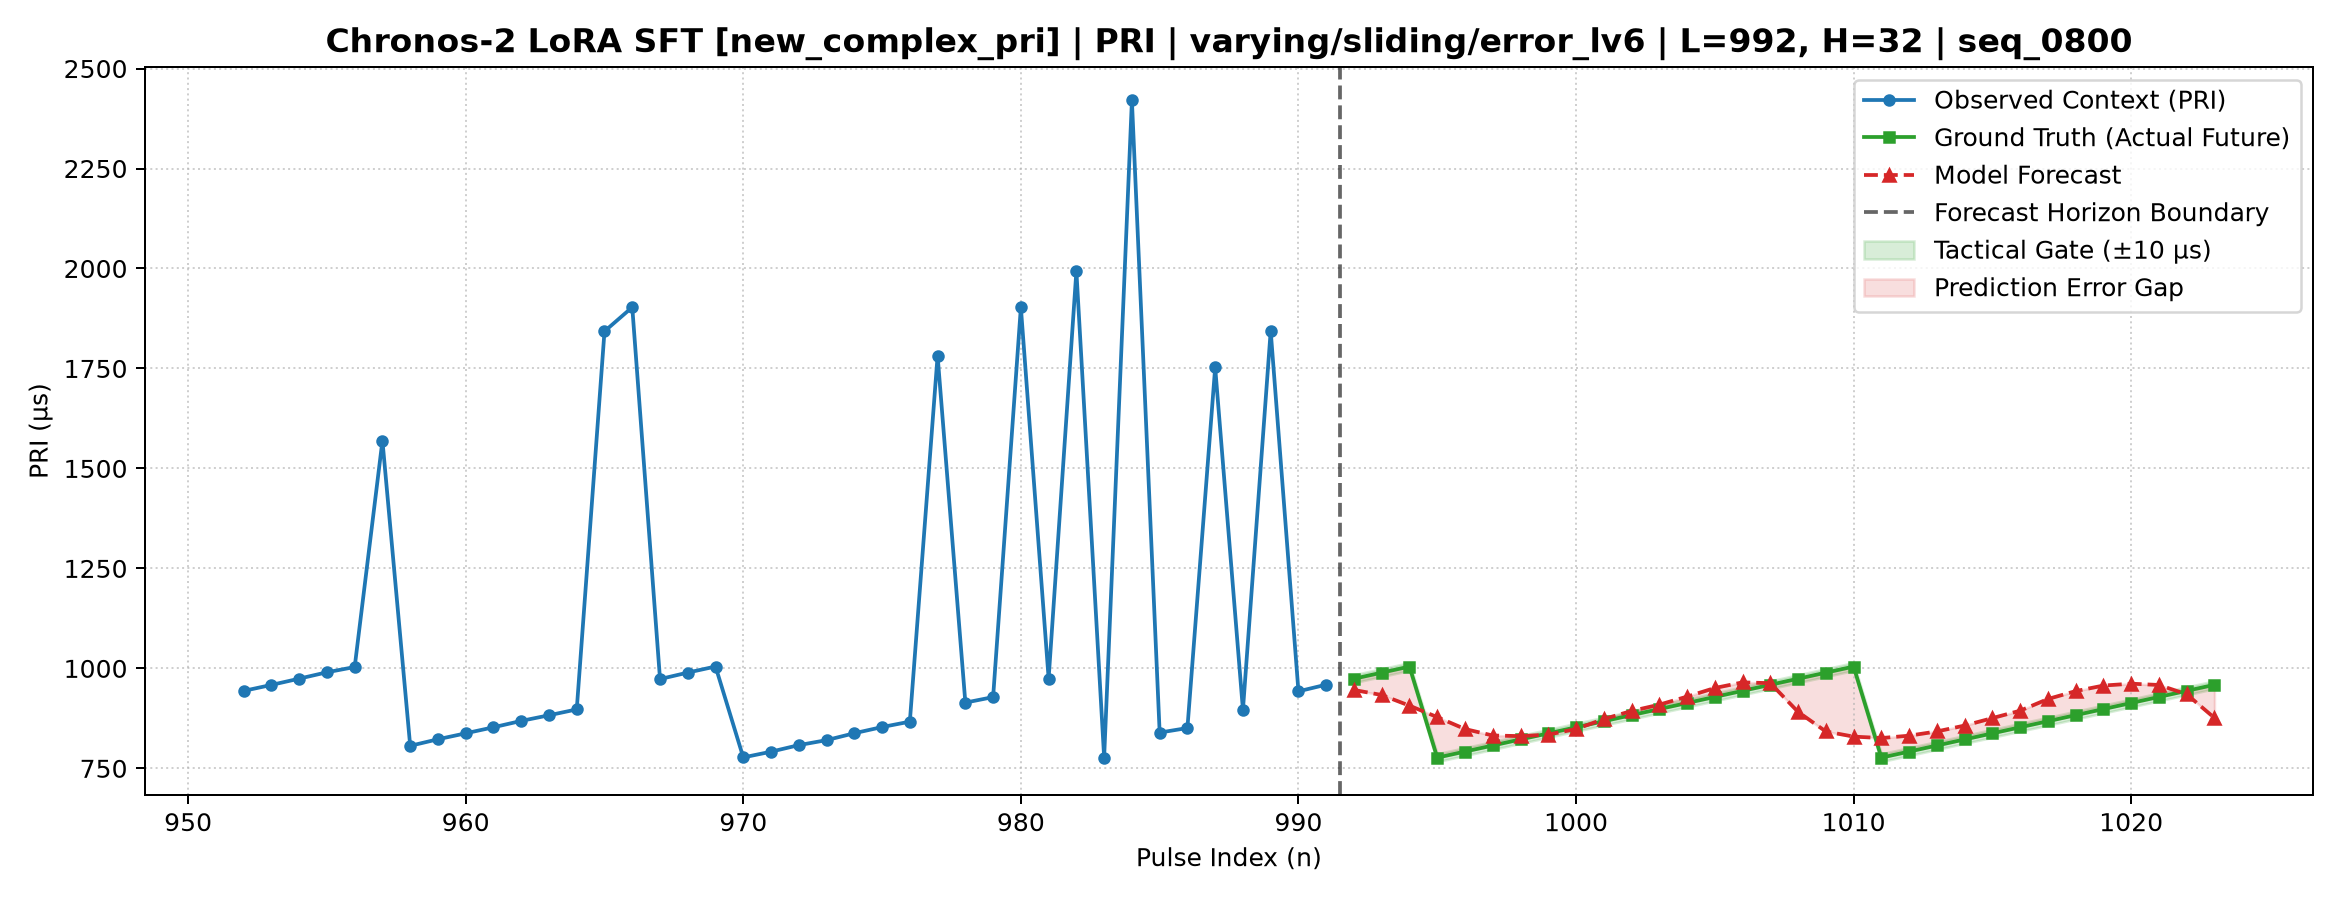 Chronos-2 LoRA SFT [new_complex_pri] | PRI | varying/sliding/error_lv6 | L=992, H=32 | seq_0800
PRI (µs)
2500
2250
2000
1750
1500
1250
1000
750
Observed Context (PRI)
Ground Truth (Actual Future)
Model Forecast
Forecast Horizon Boundary
Tactical Gate (±10 µs)
Prediction Error Gap
950 960 970 980 990 1000 1010 1020
Pulse Index (n)